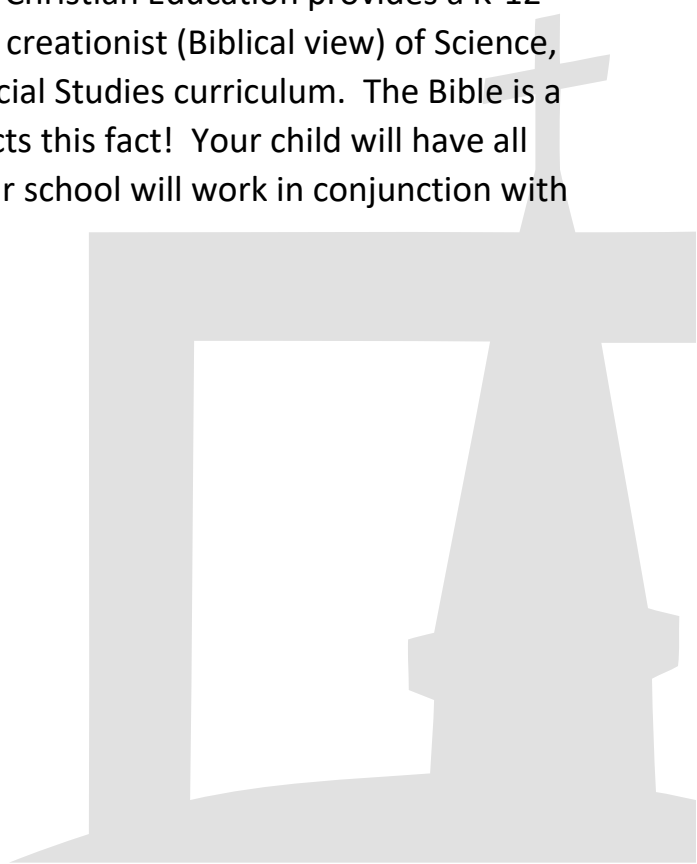 Christian Education provides a K-12
creationist (Biblical view) of Science,
cial Studies curriculum. The Bible is a
cts this fact! Your child will have all
r school will work in conjunction with